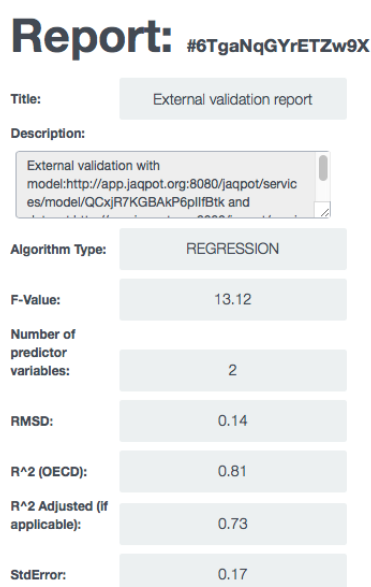 Report: #6TgaNqGYrETZw9X
Title: External validation report
Description:
External validation with
model:http://app.jaqpot.org:8080/jaqpot/servic
es/model/QCxjR7KGBAkP6pIlfBtk and
Algorithm Type: REGRESSION
F-Value: 13.12
Number of
predictor
variables: 2
RMSD: 0.14
R^2 (OECD): 0.81
R^2 Adjusted (if
applicable): 0.73
StdError: 0.17